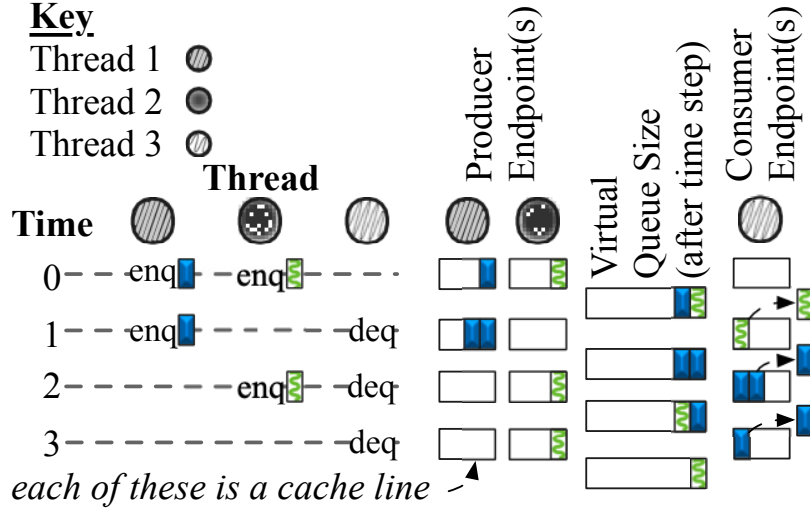 Key
Thread 1
Thread 2
Thread 3
Producer
Endpoint(s)
Virtual
Queue Size
(after time step)
Consumer
Endpoint(s)
Thread
Time
0 enq enq
1 enq deq
2 enq deq
3 deq
each of these is a cache line